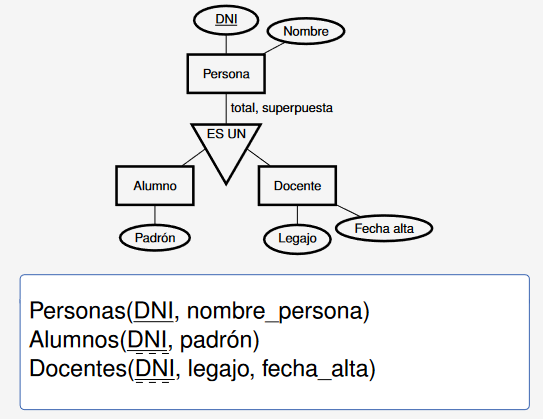 DNI
Nombre
Persona
total, superpuesta
ES UN
Alumno
Docente
Padrón
Legajo
Fecha alta
Personas(DNI, nombre_persona)
Alumnos(DNI, padrón)
Docentes(DNI, legajo, fecha_alta)